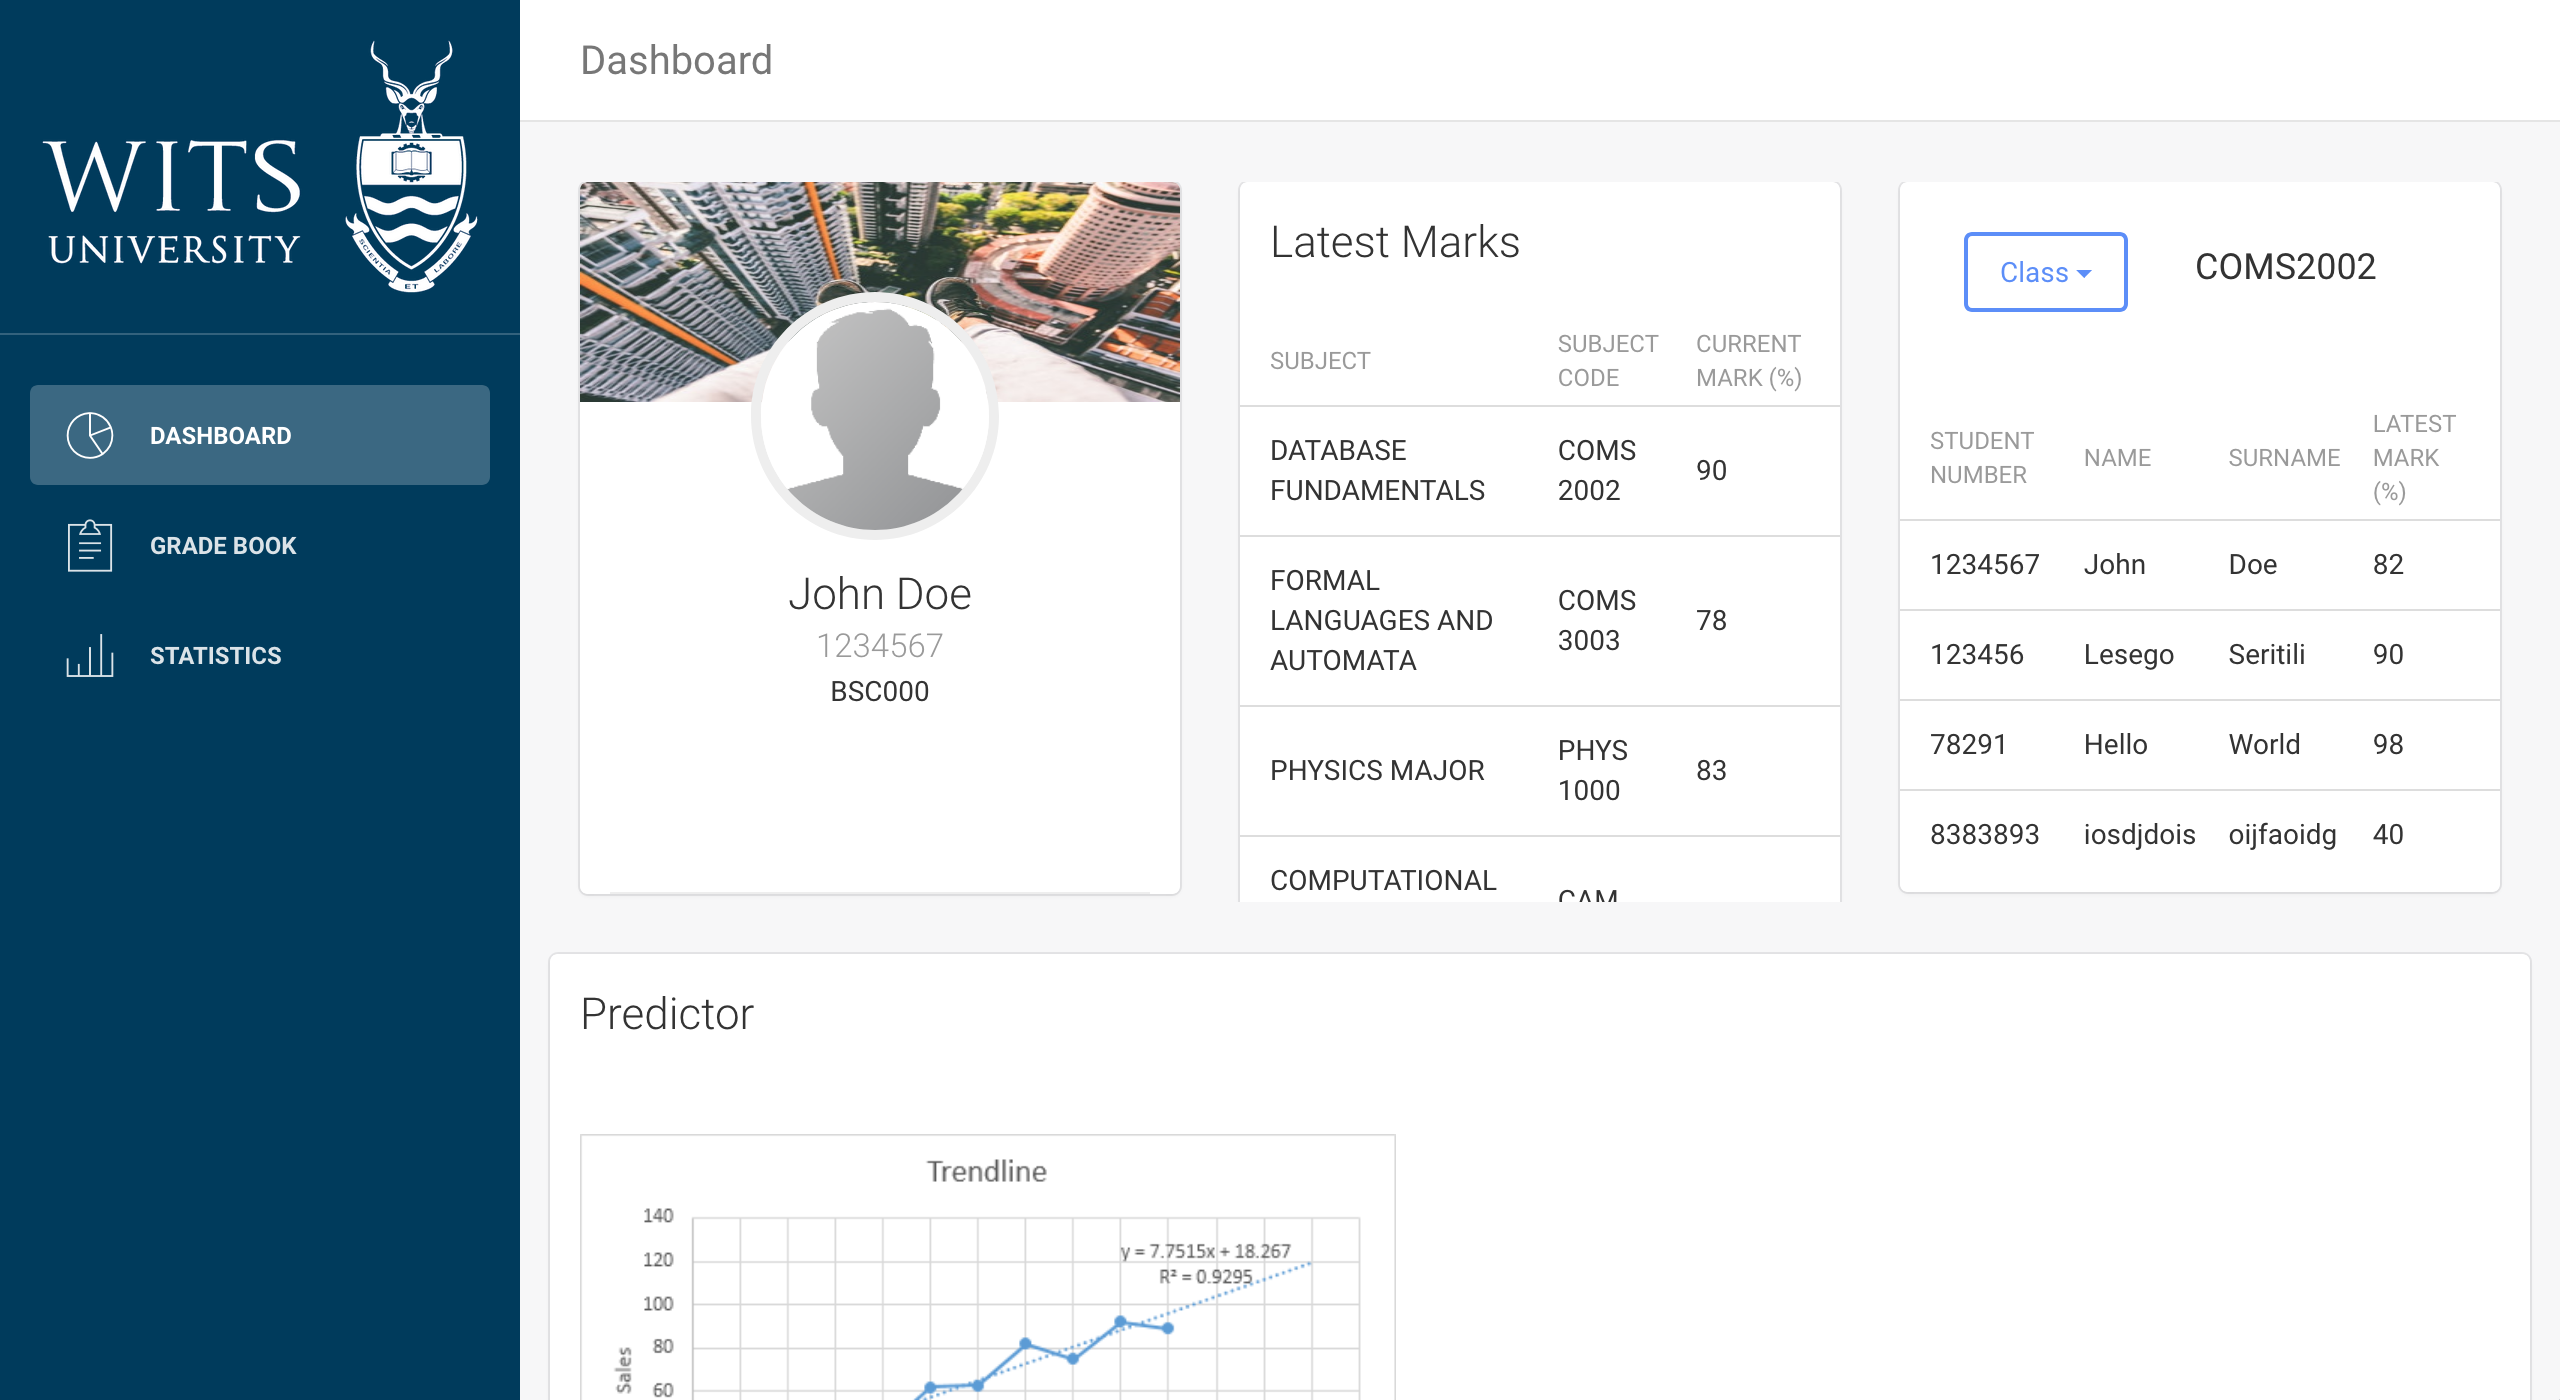 WITS
UNIVERSITY
SCIENTIA
ET
LABORE
DASHBOARD
GRADE BOOK
STATISTICS
Dashboard
John Doe
1234567
BSC000
Latest Marks
SUBJECT
SUBJECT
CODE
CURRENT
MARK (%)
DATABASE
FUNDAMENTALS
COMS
2002
90
FORMAL
LANGUAGES AND
AUTOMATA
COMS
3003
78
PHYSICS MAJOR
PHYS
1000
83
COMPUTATIONAL
CAM
Class
COMS2002
STUDENT
NUMBER
NAME
SURNAME
LATEST
MARK
(%)
1234567 John Doe 82
123456 Lesego Seritili 90
78291 Hello World 98
8383893 iosdjdois oijfaoidg 40
Predictor
Trendline
y = 7.7515x + 18.267
R² = 0.9295
140
120
100
80
60
Sales